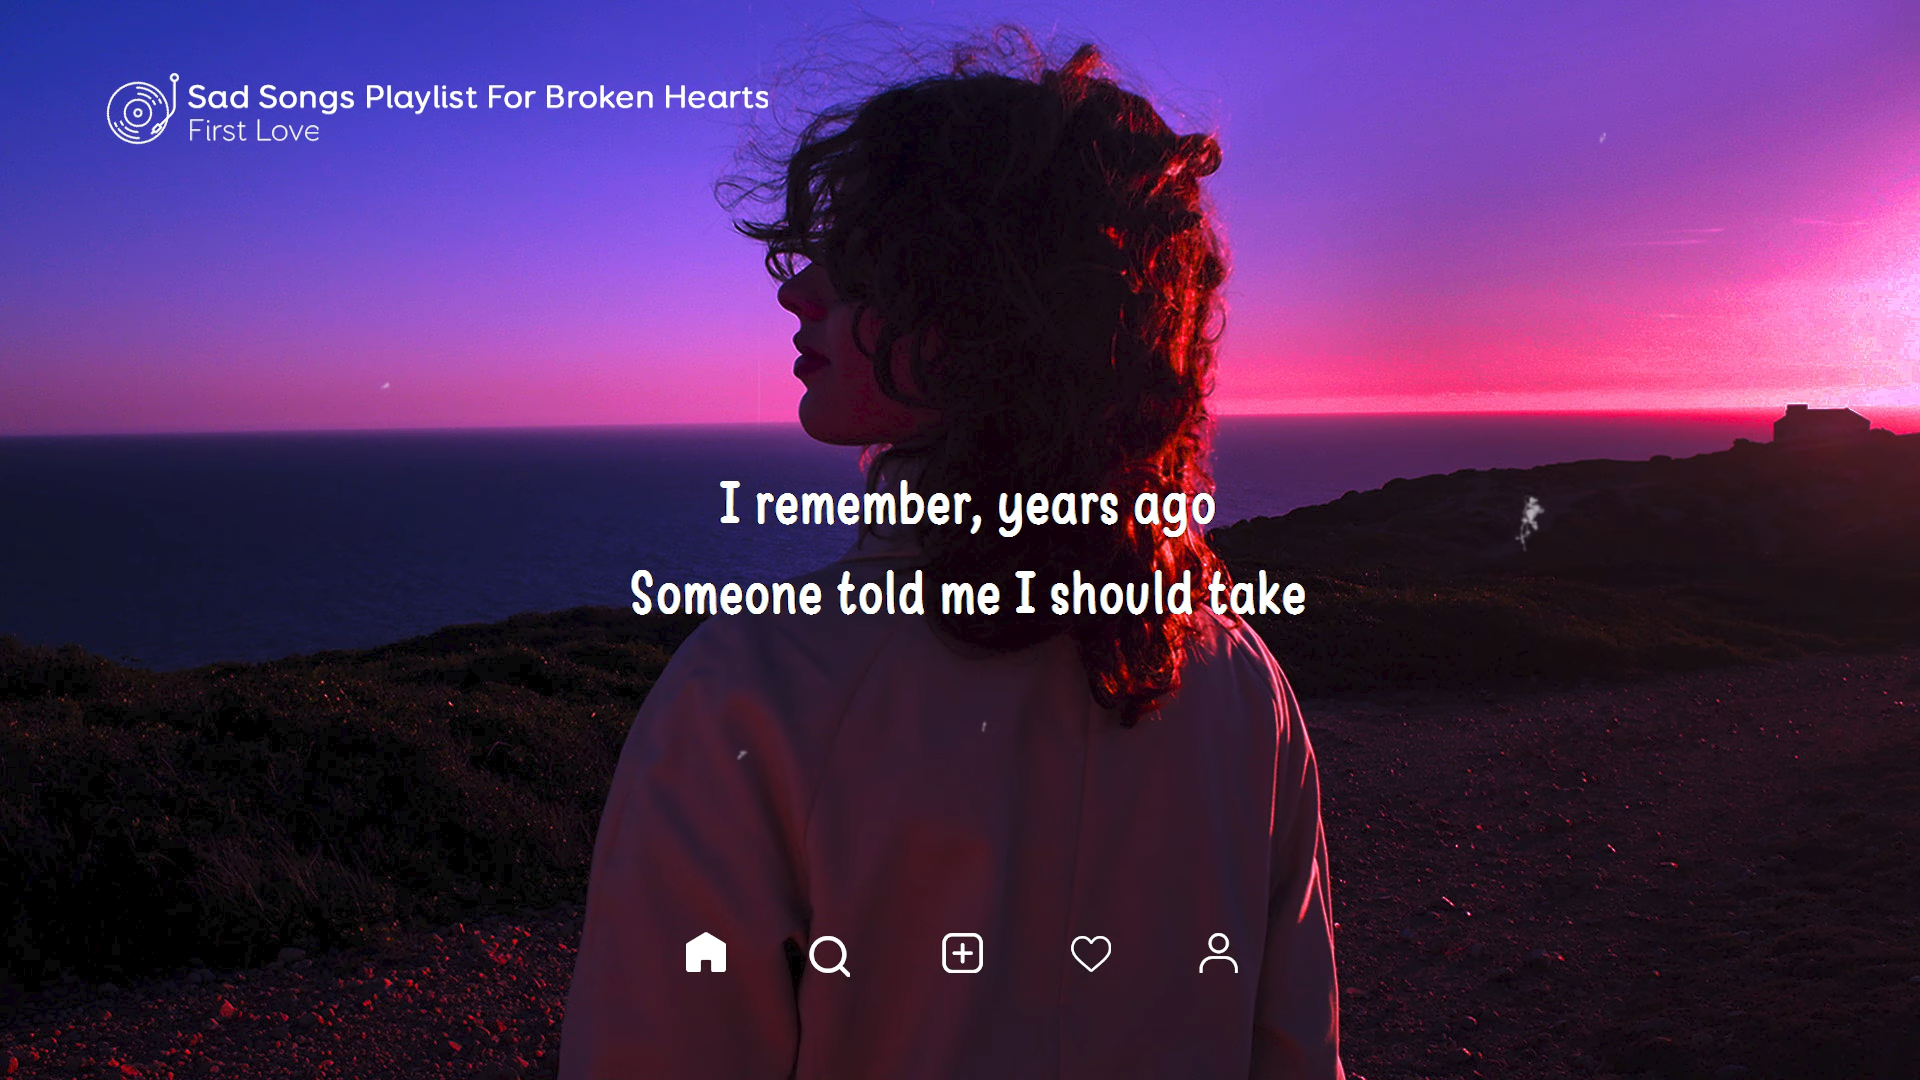 Sad Songs Playlist For Broken Hearts
First Love
I remember, years ago
Someone told me I should take